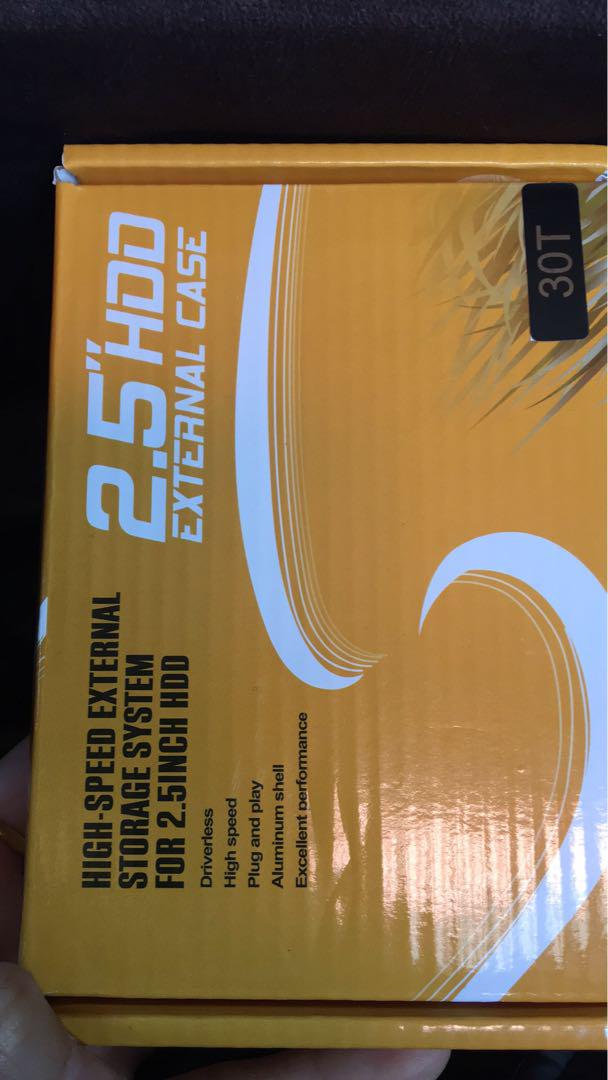 2.5" HDD
EXTERNAL CASE
HIGH-SPEED EXTERNAL
STORAGE SYSTEM
FOR 2.5INCH HDD
Driverless
High speed
Plug and play
Aluminum shell
Excellent performance
30T